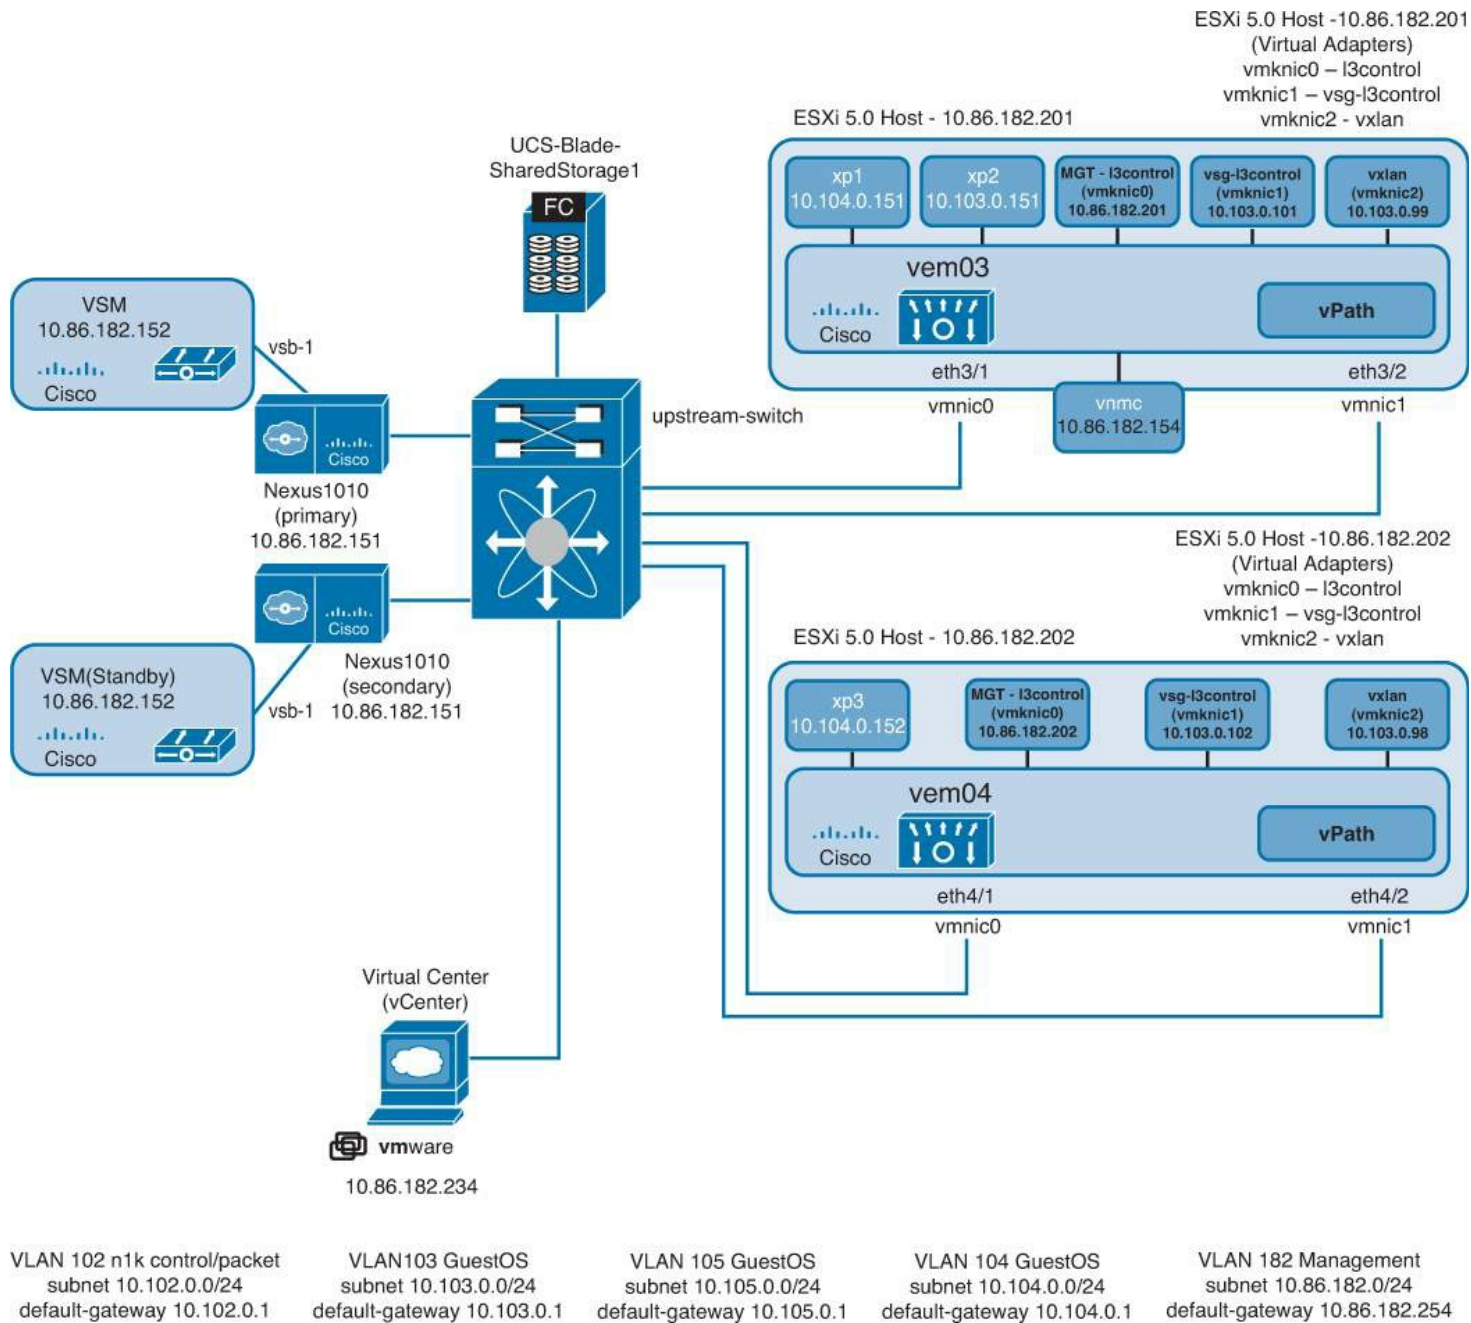 ESXi 5.0 Host -10.86.182.201
(Virtual Adapters)
vmknic0 – l3control
vmknic1 – vsg-l3control
vmknic2 - vxlan
ESXi 5.0 Host - 10.86.182.201
UCS-Blade-
SharedStorage1
FC
xp1
10.104.0.151
xp2
10.103.0.151
MGT - l3control
(vmknic0)
10.86.182.201
vsg-l3control
(vmknic1)
10.103.0.101
vxlan
(vmknic2)
10.103.0.99
vem03
Cisco
vPath
eth3/1
eth3/2
vmnic0
vnmc
10.86.182.154
vmnic1
VSM
10.86.182.152
Cisco
vsb-1
Cisco
Nexus1010
(primary)
10.86.182.151
upstream-switch
Cisco
Nexus1010
(secondary)
10.86.182.151
VSM(Standby)
10.86.182.152
Cisco
vsb-1
ESXi 5.0 Host -10.86.182.202
(Virtual Adapters)
vmknic0 – l3control
vmknic1 – vsg-l3control
vmknic2 - vxlan
ESXi 5.0 Host - 10.86.182.202
xp3
10.104.0.152
MGT - l3control
(vmknic0)
10.86.182.202
vsg-l3control
(vmknic1)
10.103.0.102
vxlan
(vmknic2)
10.103.0.98
vem04
Cisco
vPath
eth4/1
eth4/2
vmnic0
vmnic1
Virtual Center
(vCenter)
vmware
10.86.182.234
VLAN 102 n1k control/packet
subnet 10.102.0.0/24
default-gateway 10.102.0.1
VLAN103 GuestOS
subnet 10.103.0.0/24
default-gateway 10.103.0.1
VLAN 105 GuestOS
subnet 10.105.0.0/24
default-gateway 10.105.0.1
VLAN 104 GuestOS
subnet 10.104.0.0/24
default-gateway 10.104.0.1
VLAN 182 Management
subnet 10.86.182.0/24
default-gateway 10.86.182.254